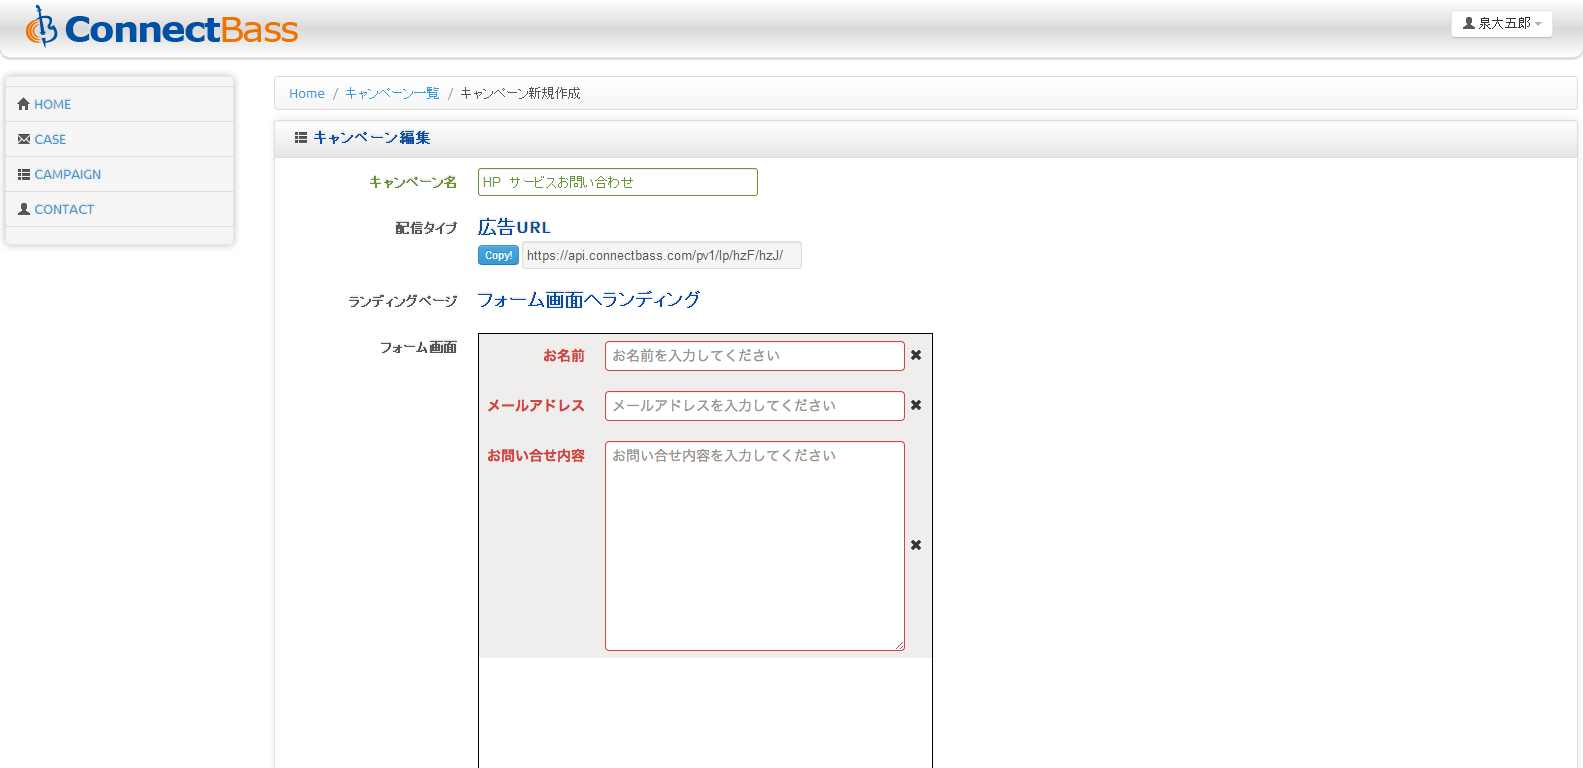 ConnectBass
泉大五郎
HOME
CASE
CAMPAIGN
CONTACT
Home / キャンペーン一覧 / キャンペーン新規作成
キャンペーン編集
キャンペーン名
HP サービスお問い合わせ
配信タイプ
広告URL
Copy!
https://api.connectbass.com/pv1/lp/hzF/hzJ/
ランディングページ
フォーム画面へランディング
フォーム画面
お名前
お名前を入力してください
メールアドレス
メールアドレスを入力してください
お問い合せ内容
お問い合せ内容を入力してください